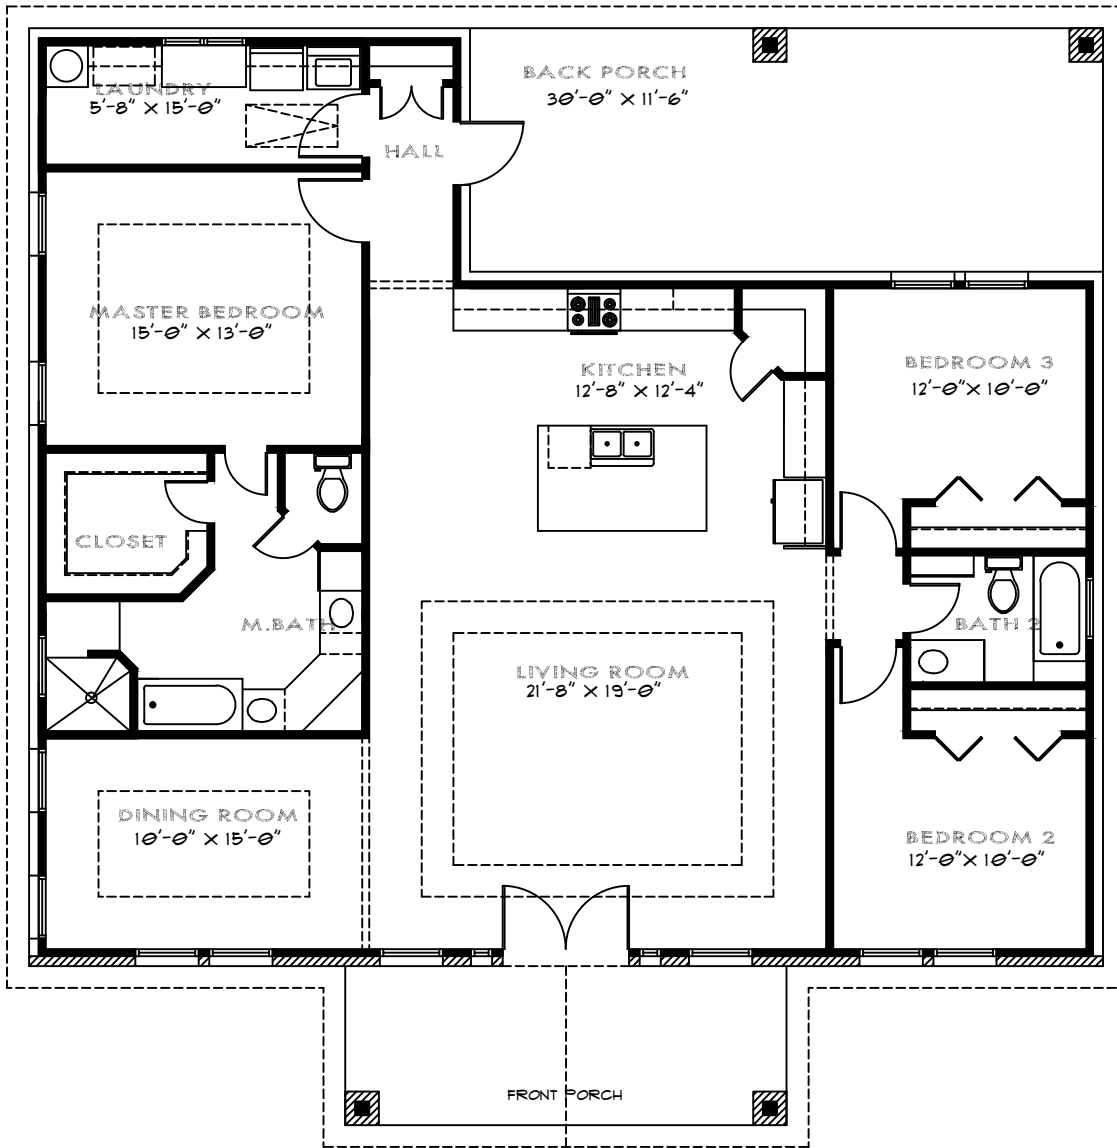 BACK PORCH
30'-0" X 11'-6"
LAUNDRY
5'-8" X 15'-0"
HALL
MASTER BEDROOM
15'-0" X 13'-0"
KITCHEN
12'-8" X 12'-4"
BEDROOM 3
12'-0"X 10'-0"
CLOSET
M.BATH
BATH 2
LIVING ROOM
21'-8" X 19'-0"
DINING ROOM
10'-0" X 15'-0"
BEDROOM 2
12'-0"X 10'-0"
FRONT PORCH